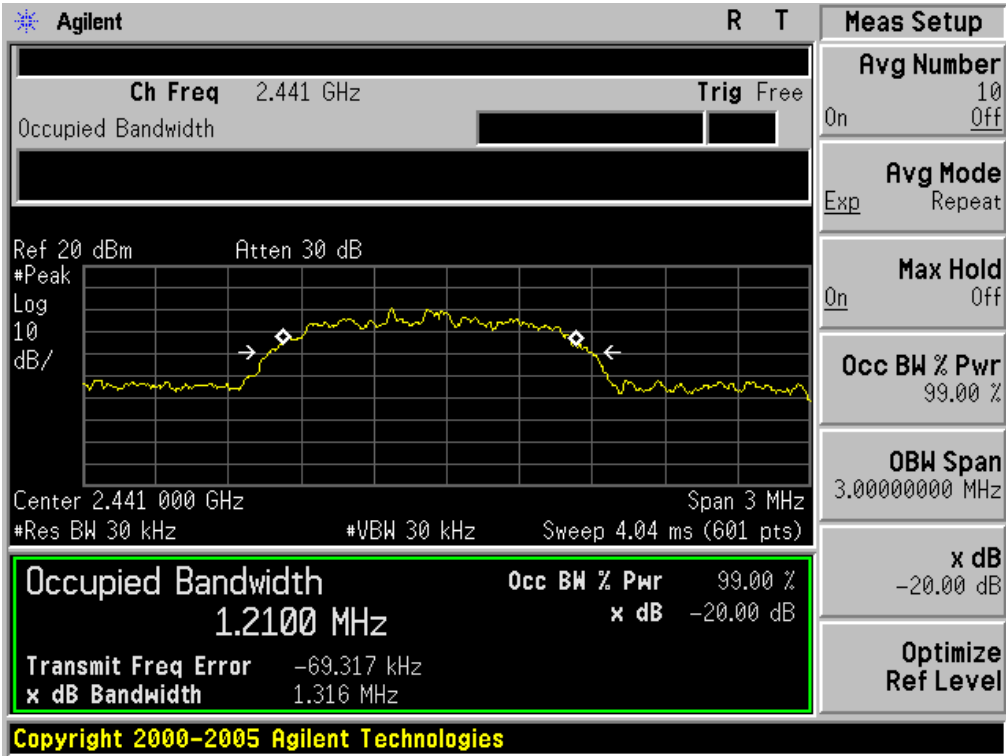 Agilent R T
Ch Freq 2.441 GHz Trig Free
Occupied Bandwidth
Ref 20 dBm Atten 30 dB
#Peak
Log
10
dB/
Center 2.441 000 GHz Span 3 MHz
#Res BW 30 kHz #VBW 30 kHz Sweep 4.04 ms (601 pts)
Occupied Bandwidth Occ BW % Pwr 99.00 %
1.2100 MHz x dB -20.00 dB
Transmit Freq Error -69.317 kHz
x dB Bandwidth 1.316 MHz
Copyright 2000-2005 Agilent Technologies
Meas Setup
Avg Number
10
On Off
Avg Mode
Exp Repeat
Max Hold
On Off
Occ BW % Pwr
99.00 %
OBW Span
3.00000000 MHz
x dB
-20.00 dB
Optimize
Ref Level